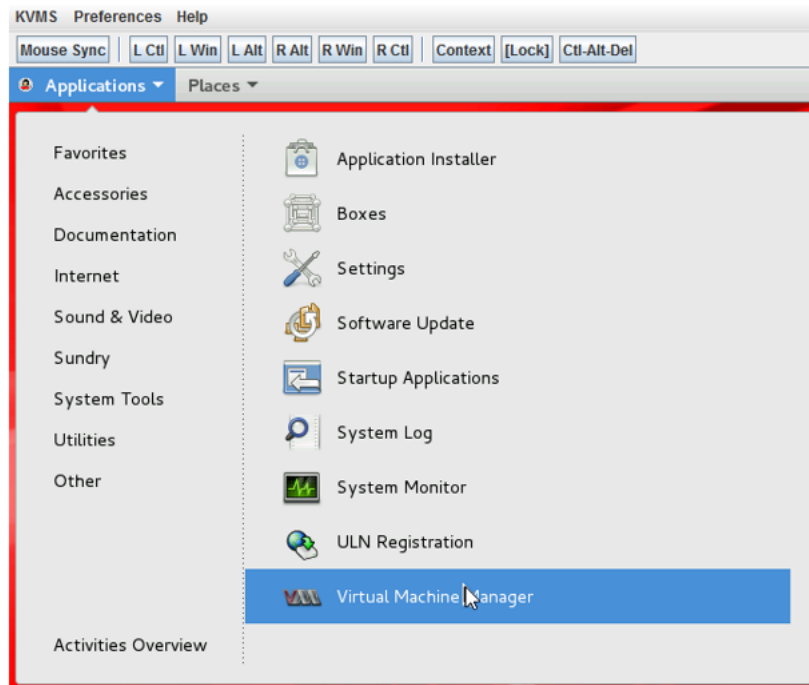 KVMS Preferences Help
Mouse Sync L Ctl L Win L Alt R Alt R Win R Ctl Context [Lock] Ctl-Alt-Del
Applications Places
Favorites
Accessories
Documentation
Internet
Sound & Video
Sundry
System Tools
Utilities
Other
Activities Overview
Application Installer
Boxes
Settings
Software Update
Startup Applications
System Log
System Monitor
ULN Registration
Virtual Machine Manager